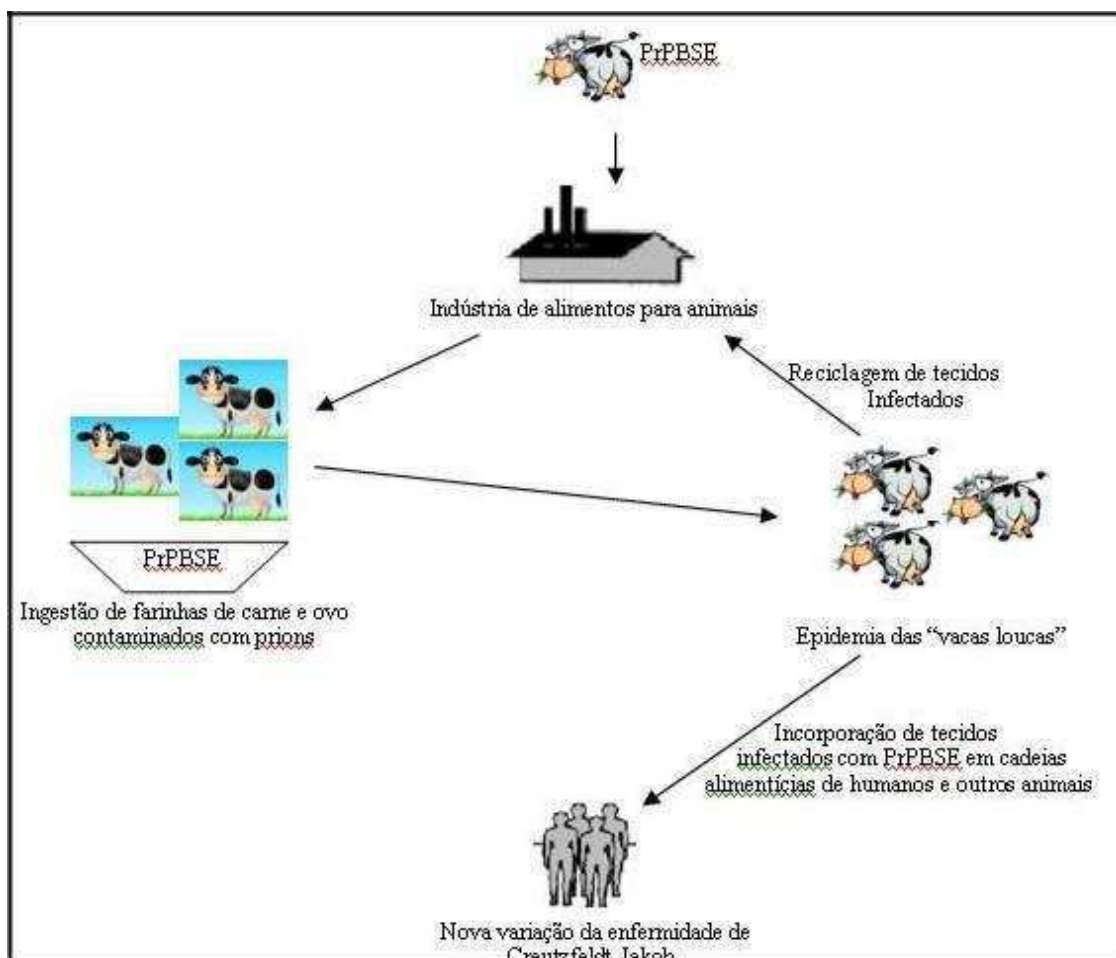 PrPBSE
Indústria de alimentos para animais
Reciclagem de tecidos
Infectados
PrPBSE
Ingestão de farinhas de carne e ovo
contaminados com prions
Epidemia das “vacas loucas”
Incorporação de tecidos
infectados com PrPBSE em cadeias
alimentícias de humanos e outros animais
Nova variação da enfermidade de
Creutzfeldt Jakob